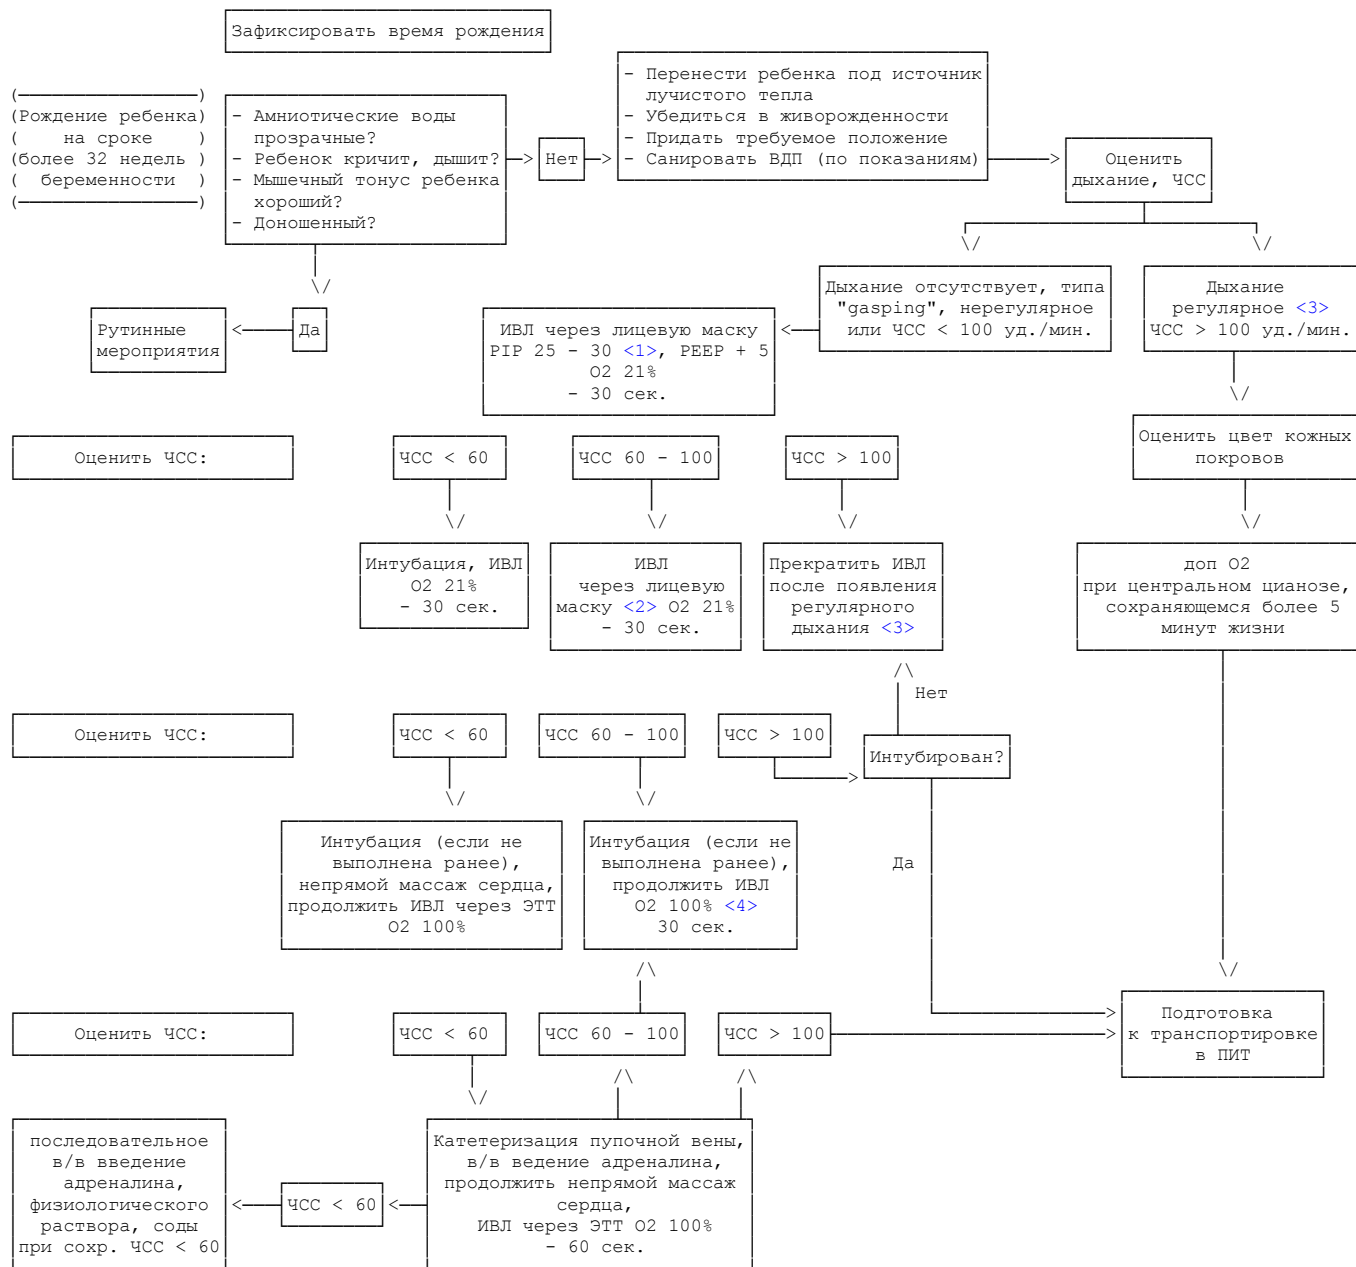 Зафиксировать время рождения
(Рождение ребенка)
( на сроке )
(более 32 недель )
( беременности )
- Амниотические воды
прозрачные?
- Ребенок кричит, дышит?
- Мышечный тонус ребенка
хороший?
- Доношенный?
Нет
- Перенести ребенка под источник
лучистого тепла
- Убедиться в живорожденности
- Придать требуемое положение
- Санировать ВДП (по показаниям)
Оценить
дыхание, ЧСС
Рутинные
мероприятия
Да
ИВЛ через лицевую маску
PIP 25 - 30 <1>, PEEP + 5
O2 21%
- 30 сек.
Дыхание отсутствует, типа
"gasping", нерегулярное
или ЧСС < 100 уд./мин.
Дыхание
регулярное <3>
ЧСС > 100 уд./мин.
Оценить цвет кожных
покровов
Оценить ЧСС:
ЧСС < 60
ЧСС 60 - 100
ЧСС > 100
Интубация, ИВЛ
O2 21%
- 30 сек.
ИВЛ
через лицевую
маску <2> O2 21%
- 30 сек.
Прекратить ИВЛ
после появления
регулярного
дыхания <3>
доп O2
при центральном цианозе,
сохраняющемся более 5
минут жизни
Нет
Оценить ЧСС:
ЧСС < 60
ЧСС 60 - 100
ЧСС > 100
Интубирован?
Интубация (если не
выполнена ранее),
непрямой массаж сердца,
продолжить ИВЛ через ЭТТ
O2 100%
Интубация (если не
выполнена ранее),
продолжить ИВЛ
O2 100% <4>
30 сек.
Да
Оценить ЧСС:
ЧСС < 60
ЧСС 60 - 100
ЧСС > 100
Подготовка
к транспортировке
в ПИТ
последовательное
в/в введение
адреналина,
физиологического
раствора, соды
при сохр. ЧСС < 60
ЧСС < 60
Катетеризация пупочной вены,
в/в ведение адреналина,
продолжить непрямой массаж
сердца,
ИВЛ через ЭТТ O2 100%
- 60 сек.